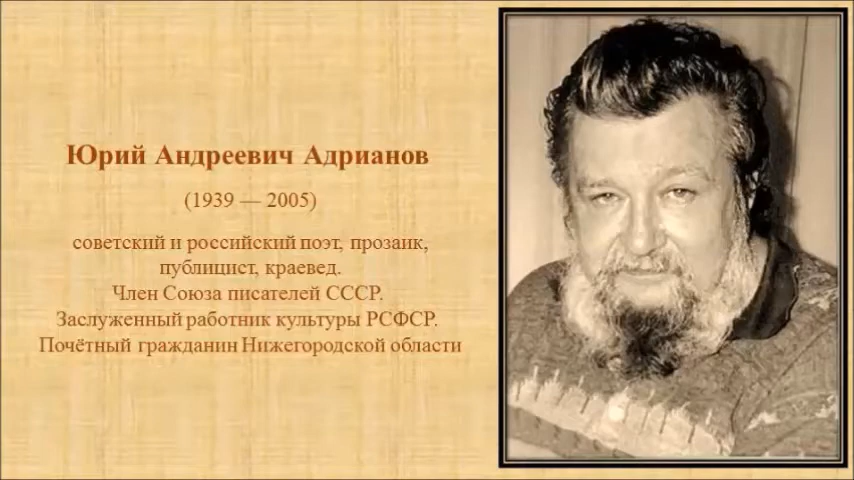 Юрий Андреевич Адрианов
(1939 — 2005)
советский и российский поэт, прозаик,
публицист, краевед.
Член Союза писателей СССР.
Заслуженный работник культуры РСФСР.
Почётный гражданин Нижегородской области